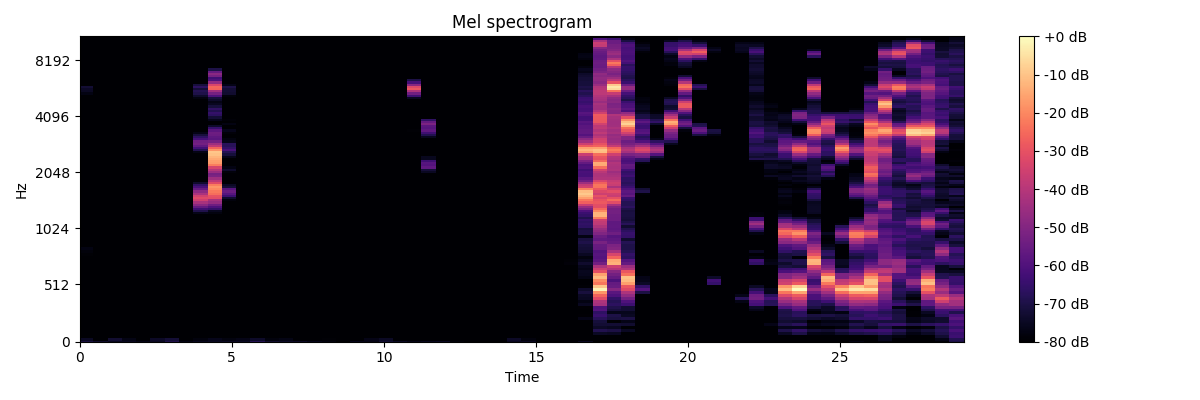 Mel spectrogram
Hz
8192
4096
2048
1024
512
0
0 5 10 15 20 25
Time
+0 dB
-10 dB
-20 dB
-30 dB
-40 dB
-50 dB
-60 dB
-70 dB
-80 dB